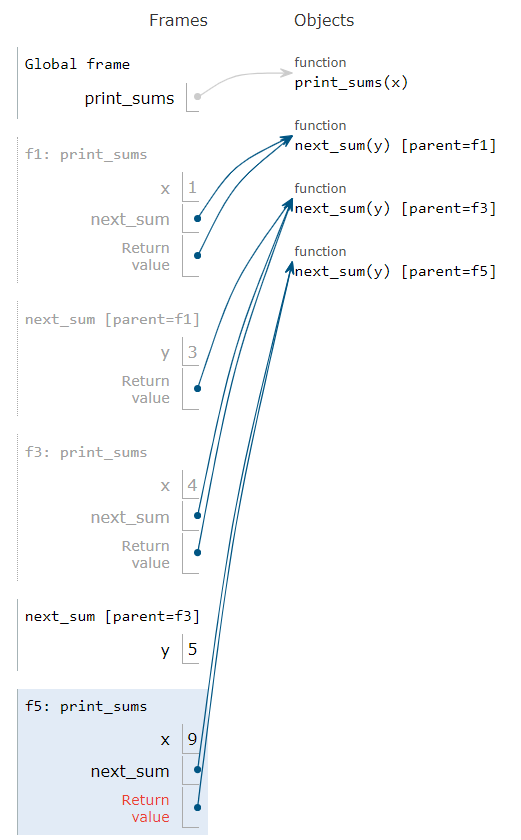 Frames Objects
Global frame
print_sums
function
print_sums(x)
function
next_sum(y) [parent=f1]
function
next_sum(y) [parent=f3]
function
next_sum(y) [parent=f5]
f1: print_sums
x 1
next_sum
Return
value
next_sum [parent=f1]
y 3
Return
value
f3: print_sums
x 4
next_sum
Return
value
next_sum [parent=f3]
y 5
f5: print_sums
x 9
next_sum
Return
value